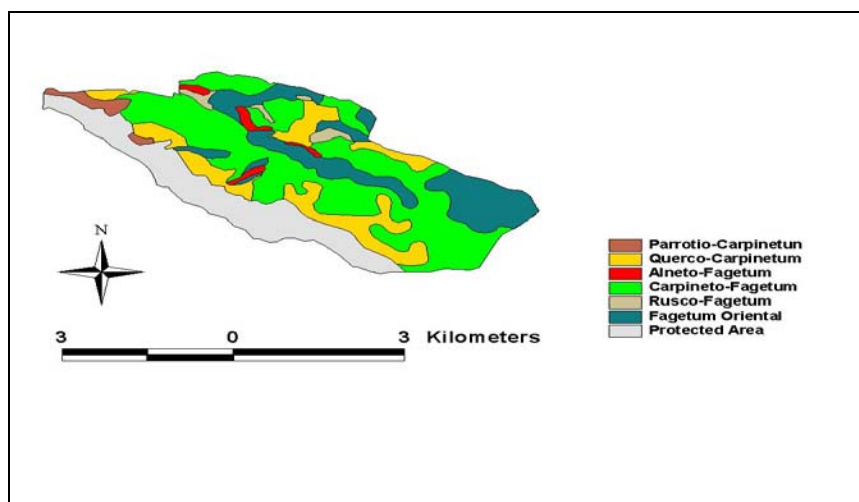 N
3 0 3 Kilometers
Parrotio-Carpinetun
Querco-Carpinetum
Alneto-Fagetum
Carpineto-Fagetum
Rusco-Fagetum
Fagetum Oriental
Protected Area